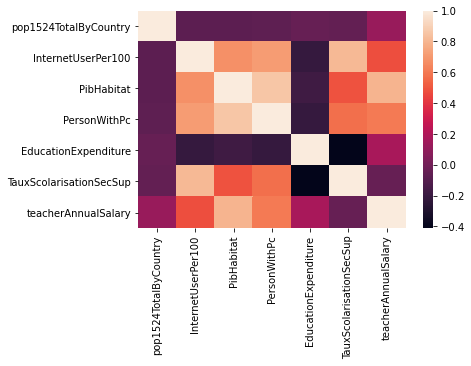 pop1524TotalByCountry
InternetUserPer100
PibHabitat
PersonWithPc
EducationExpenditure
TauxScolarisationSecSup
teacherAnnualSalary
pop1524TotalByCountry
InternetUserPer100
PibHabitat
PersonWithPc
EducationExpenditure
TauxScolarisationSecSup
teacherAnnualSalary
1.0
0.8
0.6
0.4
0.2
0.0
−0.2
−0.4